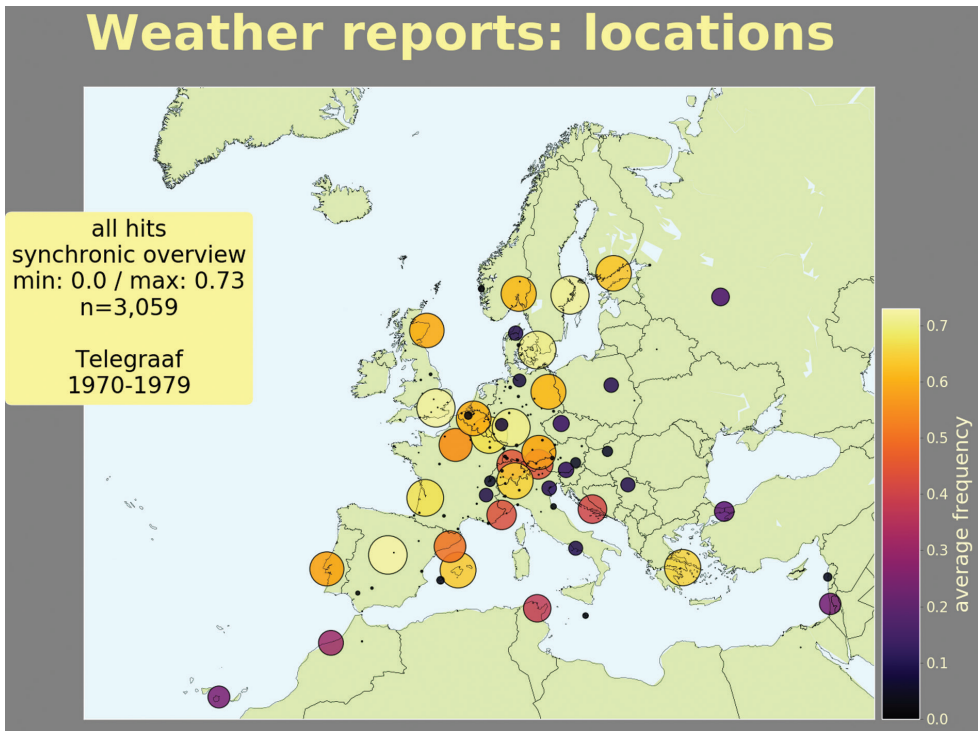 Weather reports: locations
all hits
synchronic overview
min: 0.0 / max: 0.73
n=3,059
Telegraaf
1970-1979
0.7
0.6
0.5
0.4
0.3
0.2
0.1
0.0
average frequency